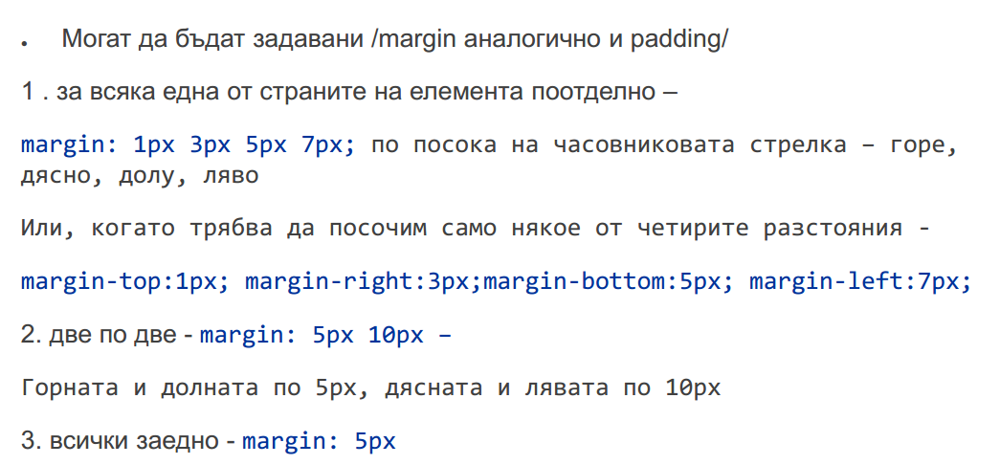 • Могат да бъдат задавани /margin аналогично и padding/
1 . за всяка една от страните на елемента поотделно –
margin: 1px 3px 5px 7px; по посока на часовниковата стрелка – горе,
дясно, долу, ляво
Или, когато трябва да посочим само някое от четирите разстояния -
margin-top:1px; margin-right:3px;margin-bottom:5px; margin-left:7px;
2. две по две - margin: 5px 10px –
Горната и долната по 5px, дясната и лявата по 10px
3. всички заедно - margin: 5px